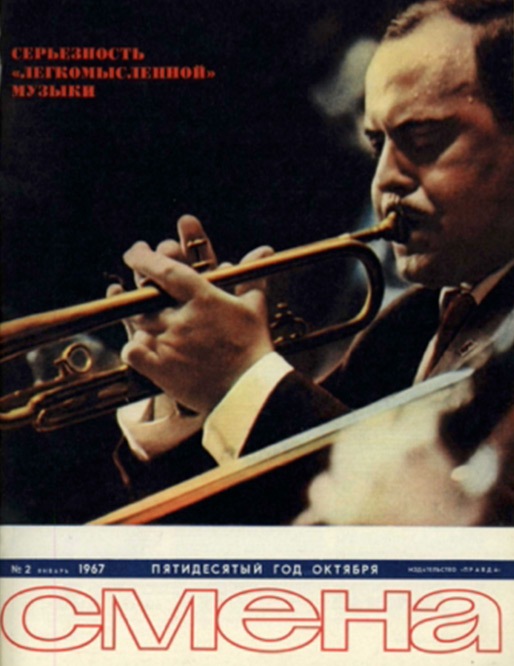 СЕРЬЕЗНОСТЬ
«ЛЕГКОМЫСЛЕННОЙ»
МУЗЫКИ
№ 2 ЯНВАРЬ 1967 ПЯТИДЕСЯТЫЙ ГОД ОКТЯБРЯ ИЗДАТЕЛЬСТВО «ПРАВДА»
смена